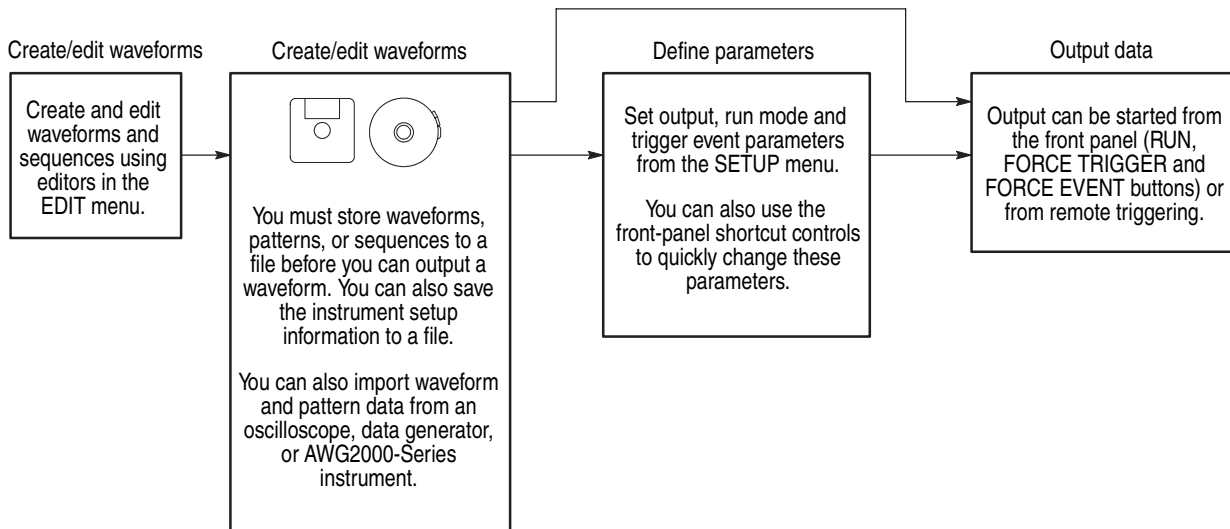 Create/edit waveforms
Create and edit
waveforms and
sequences using
editors in the
EDIT menu.
Create/edit waveforms
You must store waveforms,
patterns, or sequences to a
file before you can output a
waveform. You can also save
the instrument setup
information to a file.
You can also import waveform
and pattern data from an
oscilloscope, data generator,
or AWG2000-Series
instrument.
Define parameters
Set output, run mode and
trigger event parameters
from the SETUP menu.
You can also use the
front-panel shortcut controls
to quickly change these
parameters.
Output data
Output can be started from
the front panel (RUN,
FORCE TRIGGER and
FORCE EVENT buttons) or
from remote triggering.